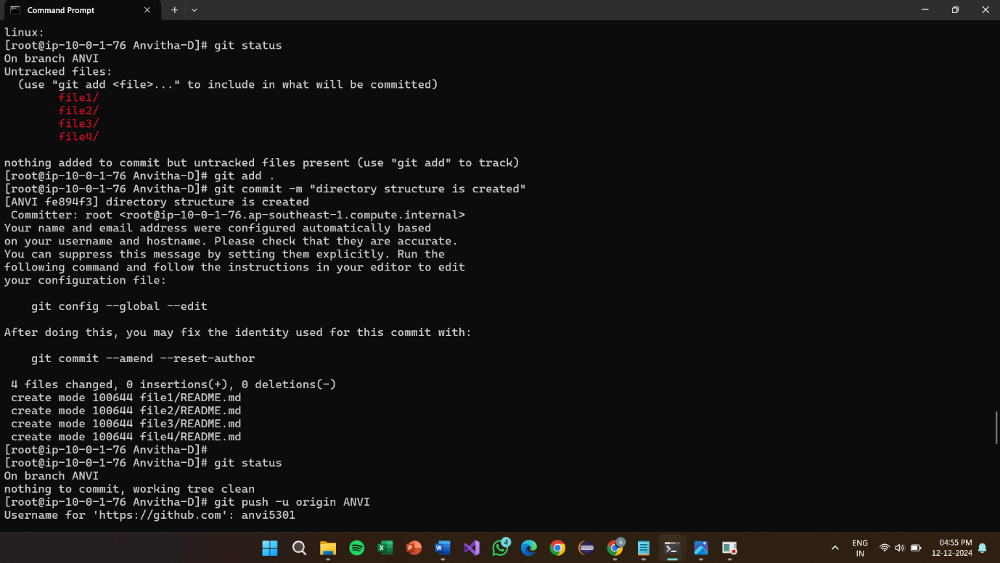 Command Prompt
linux:
[root@ip-10-0-1-76 Anvitha-D]# git status
On branch ANVI
Untracked files:
  (use "git add <file>..." to include in what will be committed)
        file1/
        file2/
        file3/
        file4/
nothing added to commit but untracked files present (use "git add" to track)
[root@ip-10-0-1-76 Anvitha-D]# git add .
[root@ip-10-0-1-76 Anvitha-D]# git commit -m "directory structure is created"
[ANVI fe894f3] directory structure is created
 Committer: root <root@ip-10-0-1-76.ap-southeast-1.compute.internal>
Your name and email address were configured automatically based
on your username and hostname. Please check that they are accurate.
You can suppress this message by setting them explicitly. Run the
following command and follow the instructions in your editor to edit
your configuration file:
    git config --global --edit
After doing this, you may fix the identity used for this commit with:
    git commit --amend --reset-author
 4 files changed, 0 insertions(+), 0 deletions(-)
 create mode 100644 file1/README.md
 create mode 100644 file2/README.md
 create mode 100644 file3/README.md
 create mode 100644 file4/README.md
[root@ip-10-0-1-76 Anvitha-D]#
[root@ip-10-0-1-76 Anvitha-D]# git status
On branch ANVI
nothing to commit, working tree clean
[root@ip-10-0-1-76 Anvitha-D]# git push -u origin ANVI
Username for 'https://github.com': anvi5301
4
A
ENG
IN
04:55 PM
12-12-2024